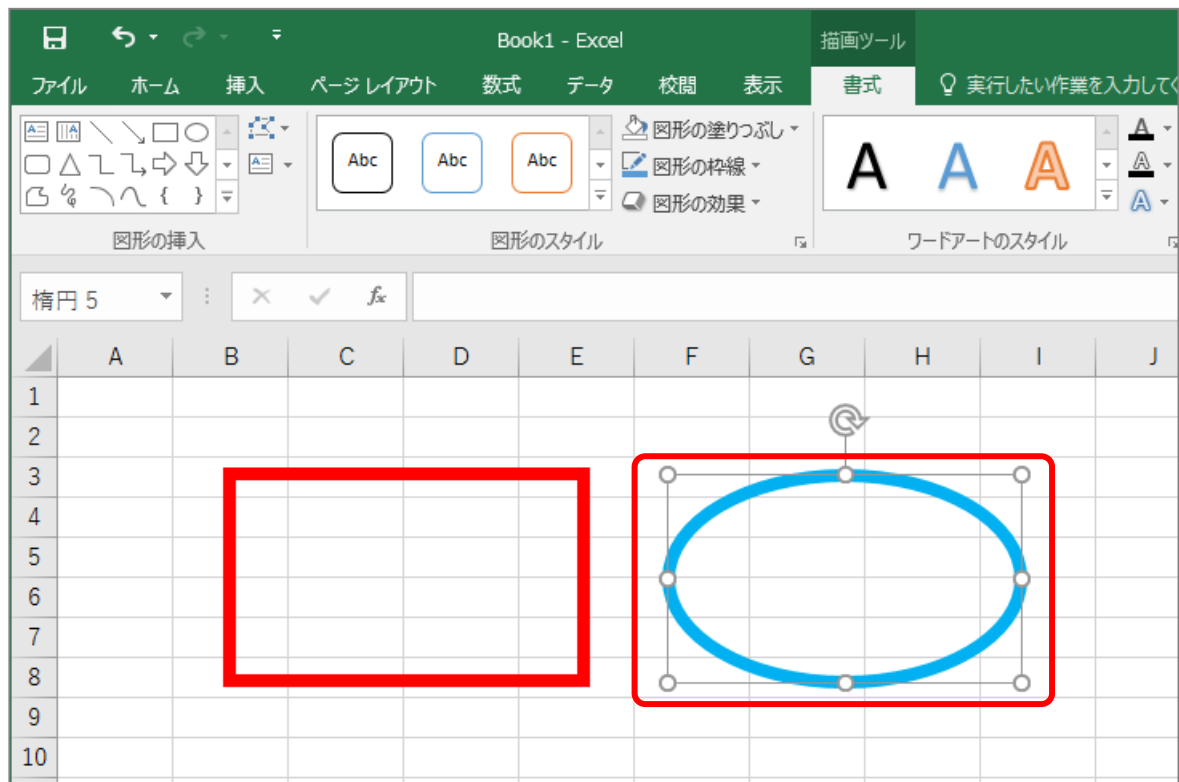 Book1 - Excel
描画ツール
ファイル ホーム 挿入 ページ レイアウト 数式 データ 校閲 表示 書式 実行したい作業を入力してく
Abc Abc Abc
図形の塗りつぶし
図形の枠線
図形の効果
A A A
A
A
A
図形の挿入 図形のスタイル ワードアートのスタイル
楕円 5 fx
A B C D E F G H I J
1
2
3
4
5
6
7
8
9
10